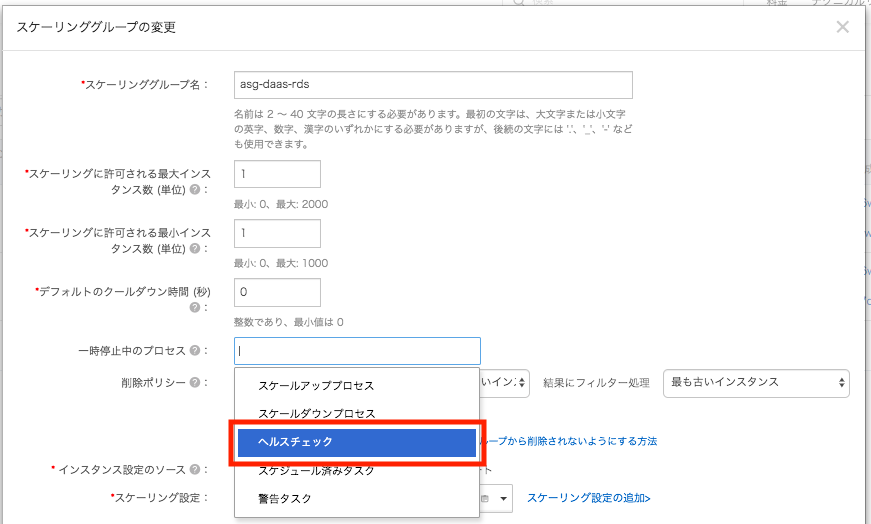 検索
料金
スケーリンググループの変更
*スケーリンググループ名：
asg-daas-rds
名前は 2 〜 40 文字の長さにする必要があります。最初の文字は、大文字または小文字
の英字、数字、漢字のいずれかにする必要がありますが、後続の文字には '.'、'_'、'-' なども
使用できます。
*スケーリングに許可される最大インス
タンス数 (単位) ?：
1
最小: 0、最大: 2000
*スケーリングに許可される最小インス
タンス数 (単位) ?：
1
最小: 0、最大: 1000
*デフォルトのクールダウン時間 (秒)
?：
0
整数であり、最小値は 0
一時停止中のプロセス ?：
削除ポリシー ?：
いインス
結果にフィルター処理
最も古いインスタンス
スケールアッププロセス
スケールダウンプロセス
ヘルスチェック
スケジュール済みタスク
警告タスク
ループから削除されないようにする方法
* インスタンス設定のソース ?：
*スケーリング設定：
スケーリング設定の追加>